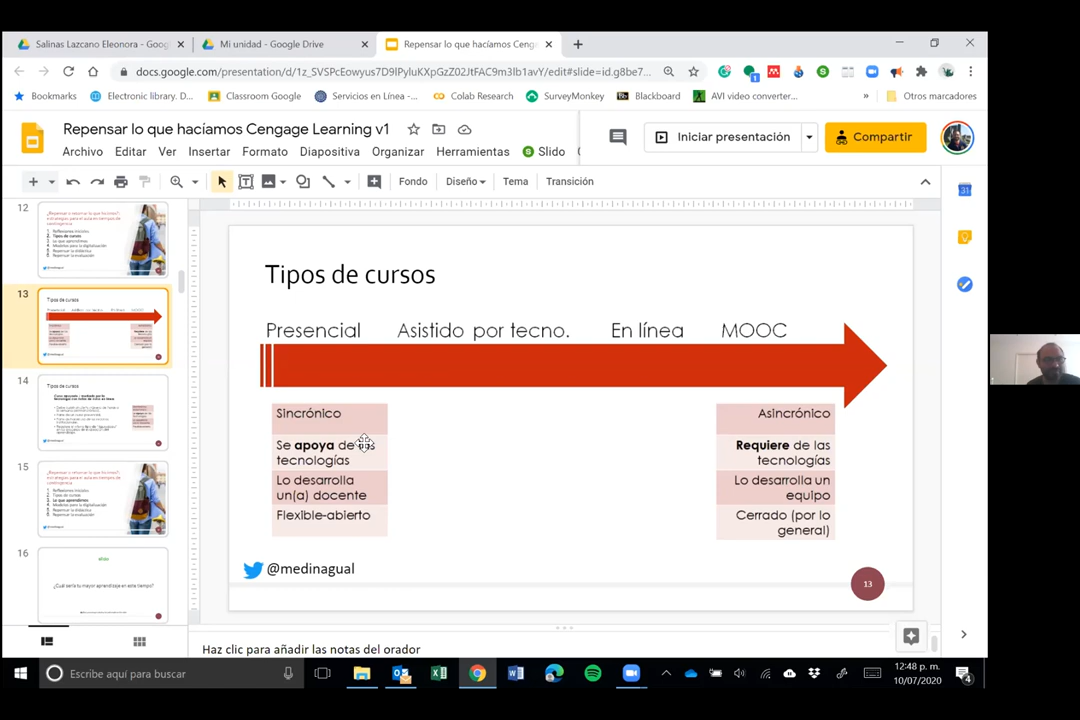 Salinas Lazcano Eleonora - Goog
Mi unidad - Google Drive
Repensar lo que hacíamos Cenga
docs.google.com/presentation/d/1z_SVSPcEowyus7D9IPyluKXpGzZ02JtFAC9m3lb1avY/edit#slide=id.g8be7...
Bookmarks
Electronic library. D...
Classroom Google
Servicios en Línea -...
Colab Research
SurveyMonkey
Blackboard
AVI video converter...
»
Otros marcadores
Repensar lo que hacíamos Cengage Learning v1
Iniciar presentación
Compartir
Archivo Editar Ver Insertar Formato Diapositiva Organizar Herramientas Slido
Fondo Diseño Tema Transición
12
13
14
15
16
Tipos de cursos
Presencial Asistido por tecno. En línea MOOC
Sincrónico
Se apoya de
tecnologías
Lo desarrolla
un(a) docente
Flexible-abierto
Asincrónico
Requiere de las
tecnologías
Lo desarrolla un
equipo
Cerrado (por lo
general)
@medinagual
13
Haz clic para añadir las notas del orador
Escribe aquí para buscar
12:48 p. m.
10/07/2020
4